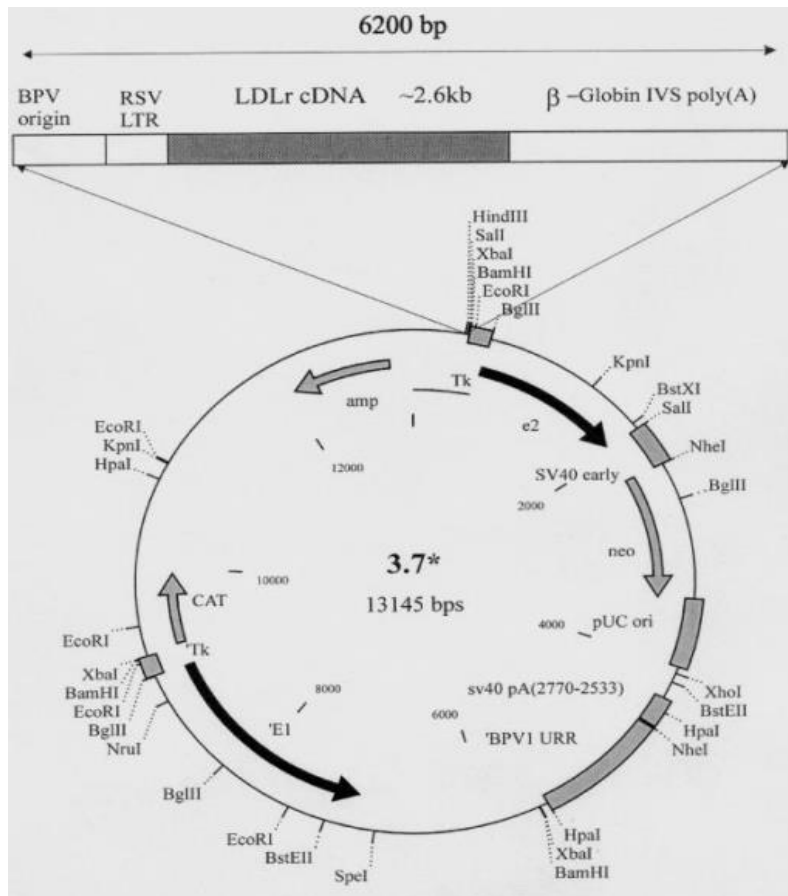 6200 bp
BPV origin
RSV LTR
LDLr cDNA ~2.6kb
β –Globin IVS poly(A)
HindIII
SalI
XbaI
BamHI
EcoRI
BglII
KpnI
BstXI
SalI
NheI
BglII
Tk
e2
amp
EcoRI
KpnI
HpaI
12000
SV40 early
2000
neo
3.7*
13145 bps
10000
CAT
4000
pUC ori
EcoRI
'Tk
XbaI
BamHI
EcoRI
BglII
NruI
8000
'E1
6000
sv40 pA(2770-2533)
'BPV1 URR
XhoI
BstEII
HpaI
NheI
BglII
EcoRI
BstEII
SpeI
HpaI
XbaI
BamHI